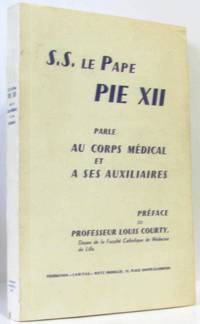 S.S. LE PAPE
PIE XII
PARLE
AU CORPS MÉDICAL
ET
A SES AUXILIAIRES
PRÉFACE
DU
PROFESSEUR LOUIS COURTY,
Doyen de la Faculté Catholique de Médecine
de Lille